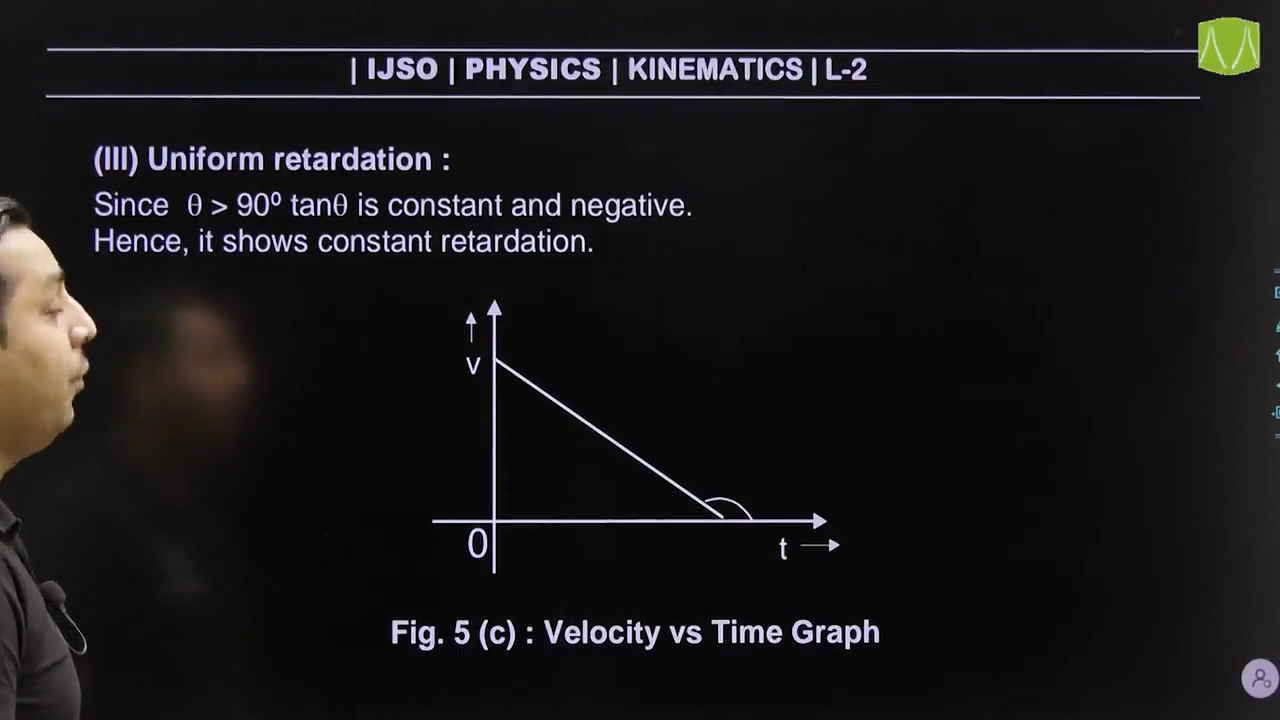 | IJSO | PHYSICS | KINEMATICS | L-2
(III) Uniform retardation :
Since θ > 90⁰ tanθ is constant and negative.
Hence, it shows constant retardation.
v
0
t
Fig. 5 (c) : Velocity vs Time Graph